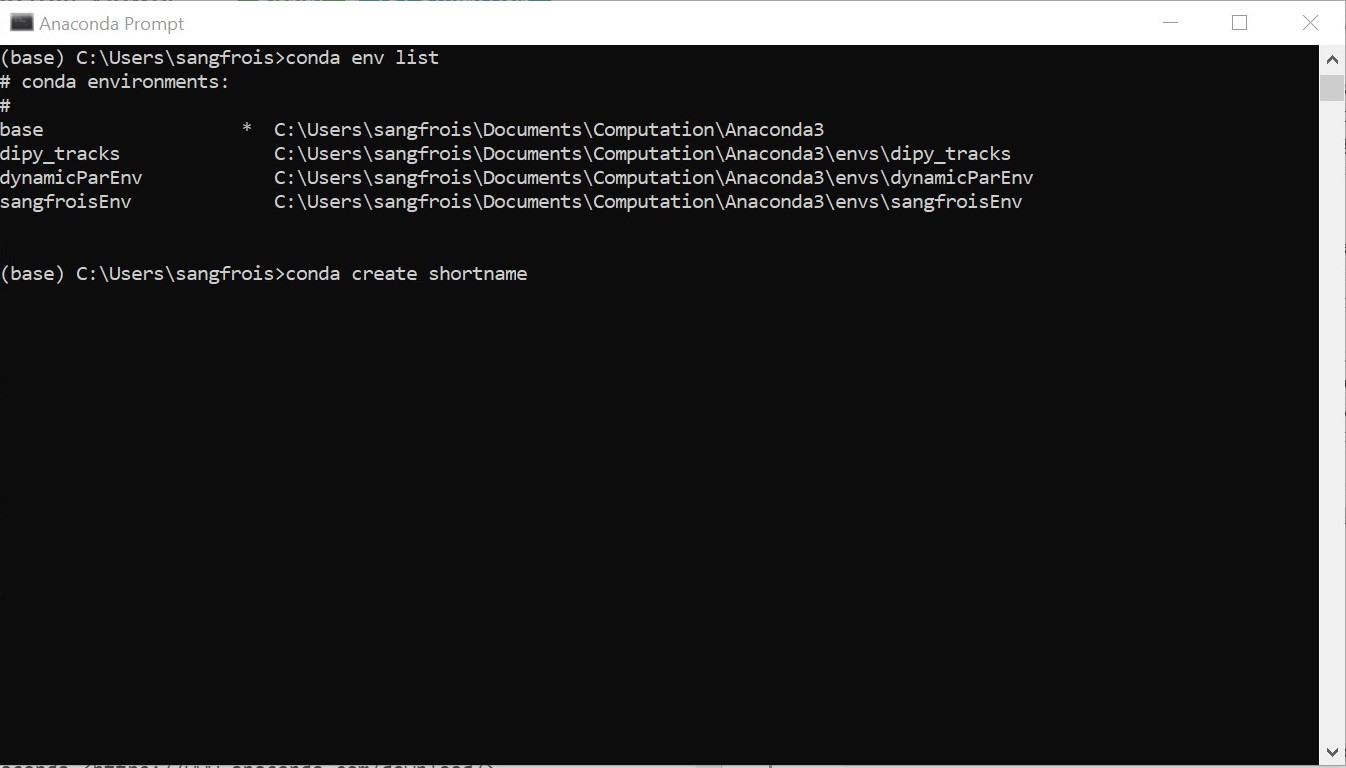 Anaconda Prompt
(base) C:\Users\sangfrois>conda env list
# conda environments:
#
base                  *  C:\Users\sangfrois\Documents\Computation\Anaconda3
dipy_tracks              C:\Users\sangfrois\Documents\Computation\Anaconda3\envs\dipy_tracks
dynamicParEnv            C:\Users\sangfrois\Documents\Computation\Anaconda3\envs\dynamicParEnv
sangfroisEnv             C:\Users\sangfrois\Documents\Computation\Anaconda3\envs\sangfroisEnv
(base) C:\Users\sangfrois>conda create shortname